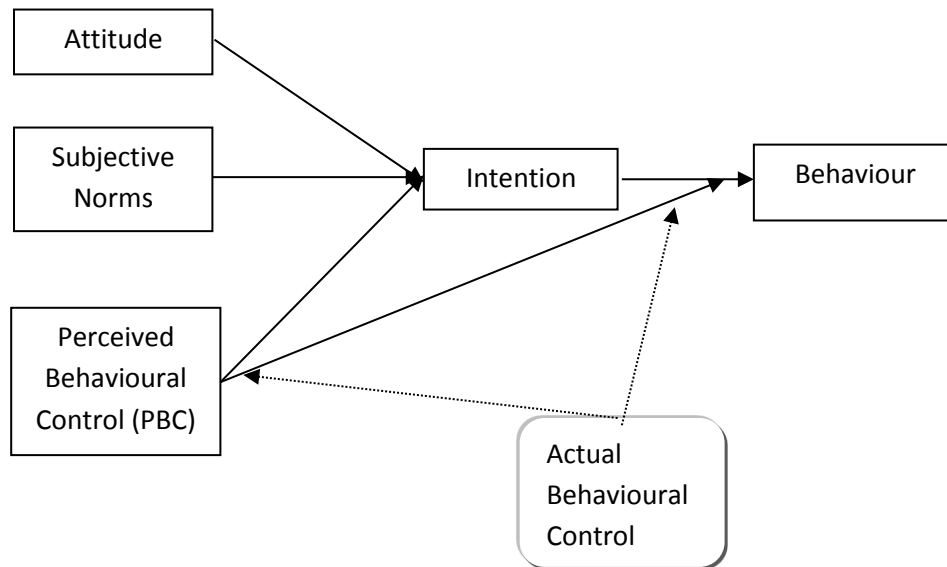 Attitude
Subjective
Norms
Intention
Behaviour
Perceived
Behavioural
Control (PBC)
Actual
Behavioural
Control